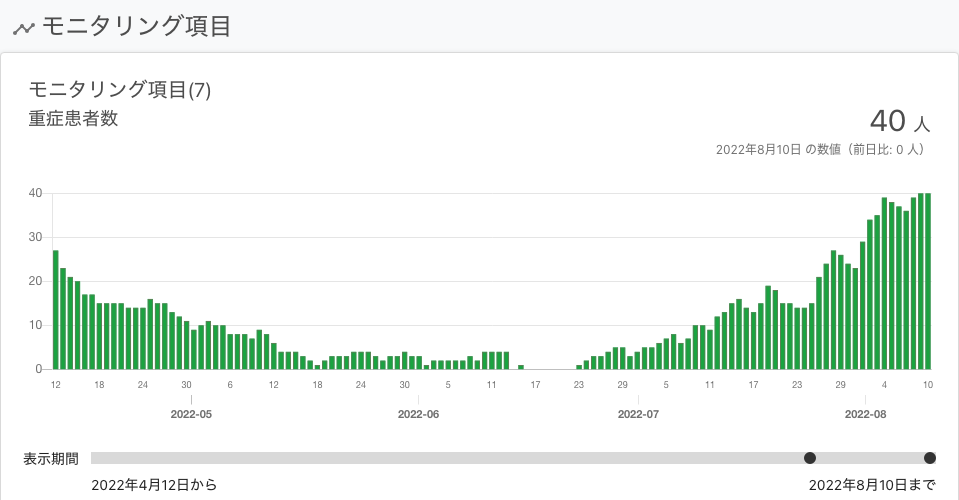 モニタリング項目
モニタリング項目(7)
重症患者数
40 人
2022年8月10日 の数値（前日比: 0 人）
40
30
20
10
0
12 18 24 30 6 12 18 24 30 5 11 17 23 29 5 11 17 23 29 4 10
2022-05 2022-06 2022-07 2022-08
表示期間
2022年4月12日から 2022年8月10日まで